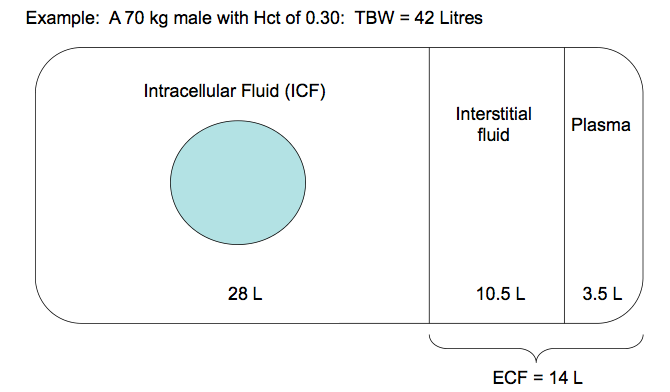 Example:  A 70 kg male with Hct of 0.30:  TBW = 42 Litres
Intracellular Fluid (ICF)
Interstitial
fluid
Plasma
28 L
10.5 L
3.5 L
ECF = 14 L